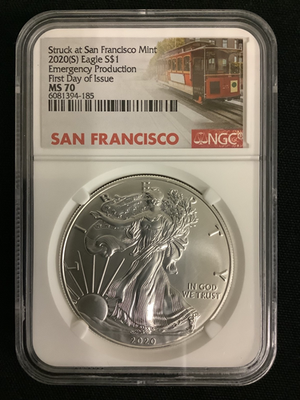 Struck at San Francisco Mint
2020(S) Eagle S$1
Emergency Production
First Day of Issue
MS 70
6081394-185
SAN FRANCISCO
NGC
LIBERTY
IN GOD
WE TRUST
2020